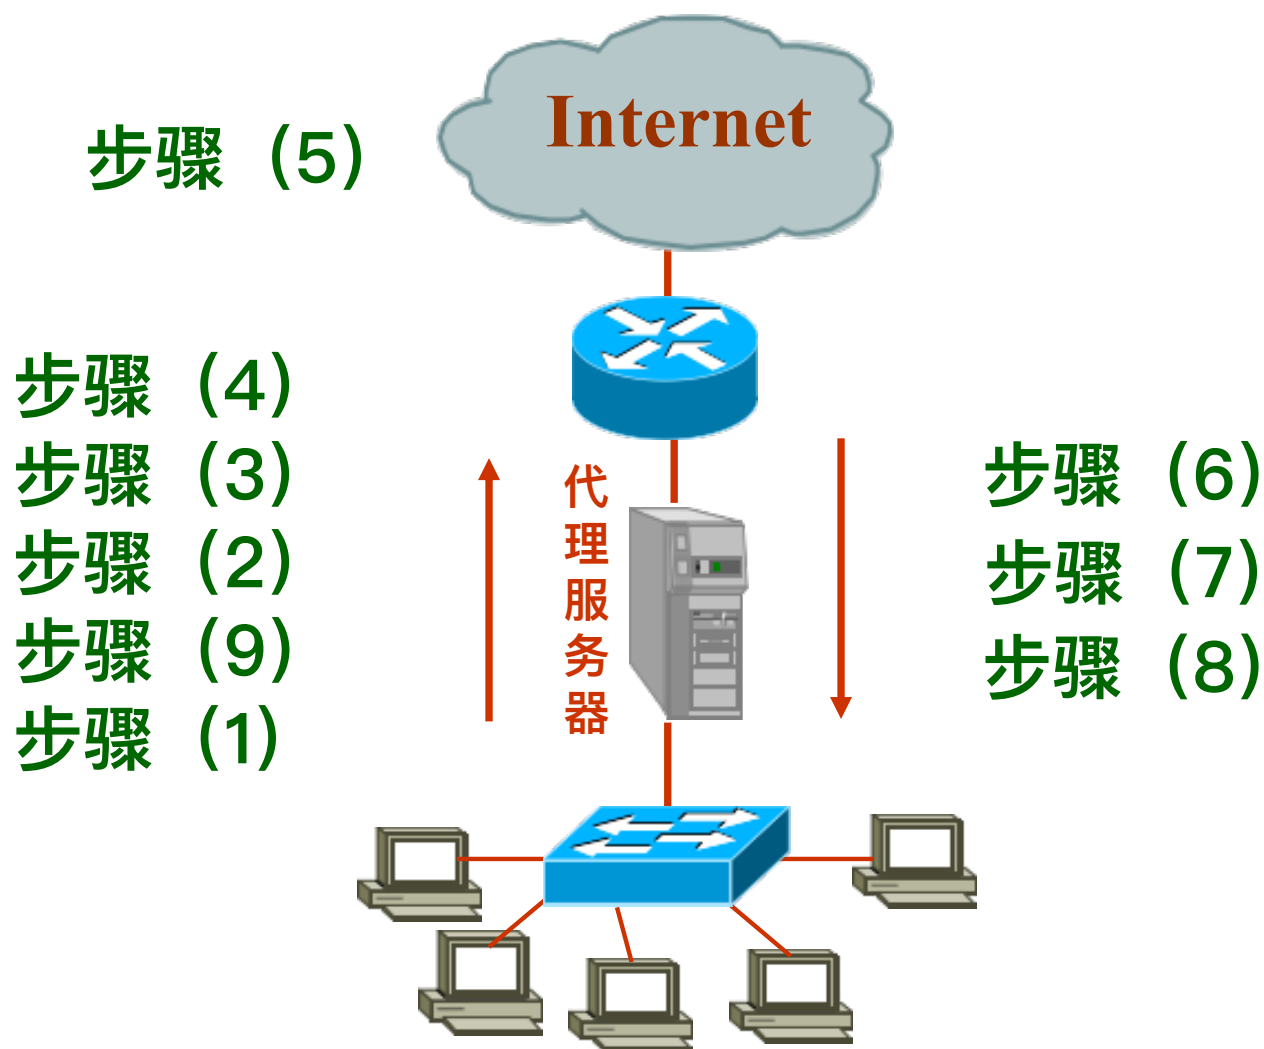 Internet
步骤（5）
步骤（4）
步骤（3）
步骤（2）
步骤（9）
步骤（1）
代理服务器
步骤（6）
步骤（7）
步骤（8）